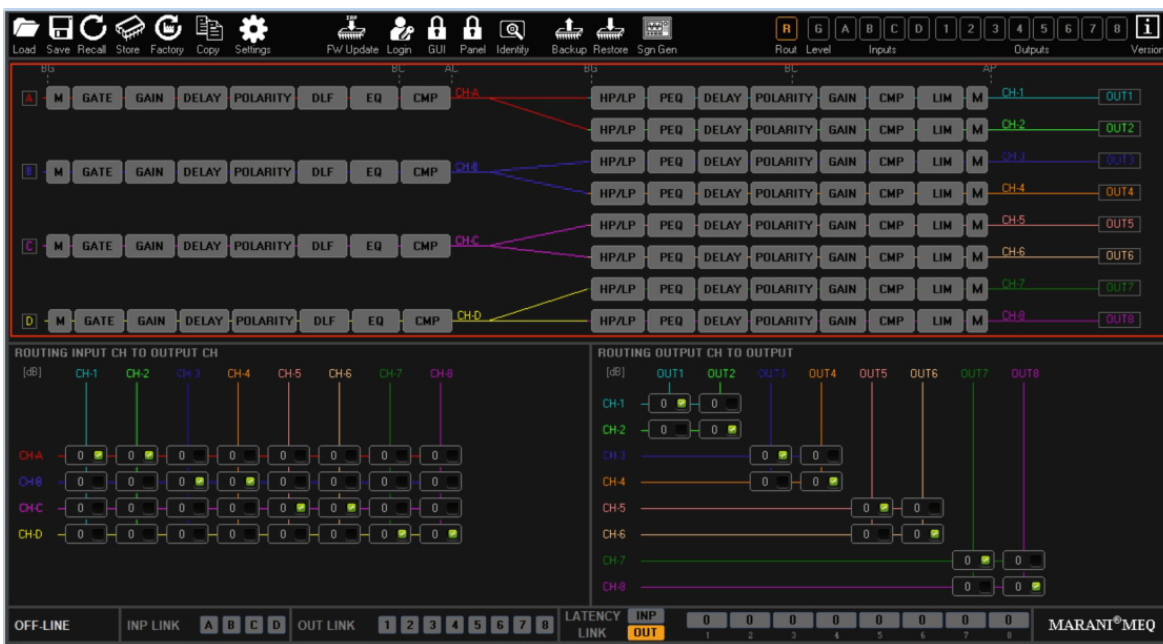 INP
R G A B C D 1 2 3 4 5 6 7 8 i
Load Save Recall Store Factory Copy Settings FW Update Login GUI Panel Identify Backup Restore Sgn Gen Rout Level Inputs Outputs Version
BG BC AC BG BC AP
A M GATE GAIN DELAY POLARITY DLF EQ CMP CH-A HP/LP PEQ DELAY POLARITY GAIN CMP LIM M CH-1 OUT1
HP/LP PEQ DELAY POLARITY GAIN CMP LIM M CH-2 OUT2
HP/LP PEQ DELAY POLARITY GAIN CMP LIM M CH-3 OUT3
B M GATE GAIN DELAY POLARITY DLF EQ CMP CH-B
HP/LP PEQ DELAY POLARITY GAIN CMP LIM M CH-4 OUT4
HP/LP PEQ DELAY POLARITY GAIN CMP LIM M CH-5 OUT5
C M GATE GAIN DELAY POLARITY DLF EQ CMP CH-C
HP/LP PEQ DELAY POLARITY GAIN CMP LIM M CH-6 OUT6
HP/LP PEQ DELAY POLARITY GAIN CMP LIM M CH-7 OUT7
D M GATE GAIN DELAY POLARITY DLF EQ CMP CH-D HP/LP PEQ DELAY POLARITY GAIN CMP LIM M CH-8 OUT8
ROUTING INPUT CH TO OUTPUT CH
[dB] CH-1 CH-2 CH-3 CH-4 CH-5 CH-6 CH-7 CH-8
CH-A 0 0 0 0 0 0 0 0
CH-B 0 0 0 0 0 0 0 0
CH-C 0 0 0 0 0 0 0 0
CH-D 0 0 0 0 0 0 0 0
ROUTING OUTPUT CH TO OUTPUT
[dB] OUT1 OUT2 OUT3 OUT4 OUT5 OUT6 OUT7 OUT8
CH-1 0 0
CH-2 0 0
CH-3 0 0
CH-4 0 0
CH-5 0 0
CH-6 0 0
CH-7 0 0
CH-8 0 0
OFF-LINE INP LINK A B C D OUT LINK 1 2 3 4 5 6 7 8
LATENCY INP 0 0 0 0 0 0 0 0
LINK OUT 1 2 3 4 5 6 7 8
MARANI® MEQ